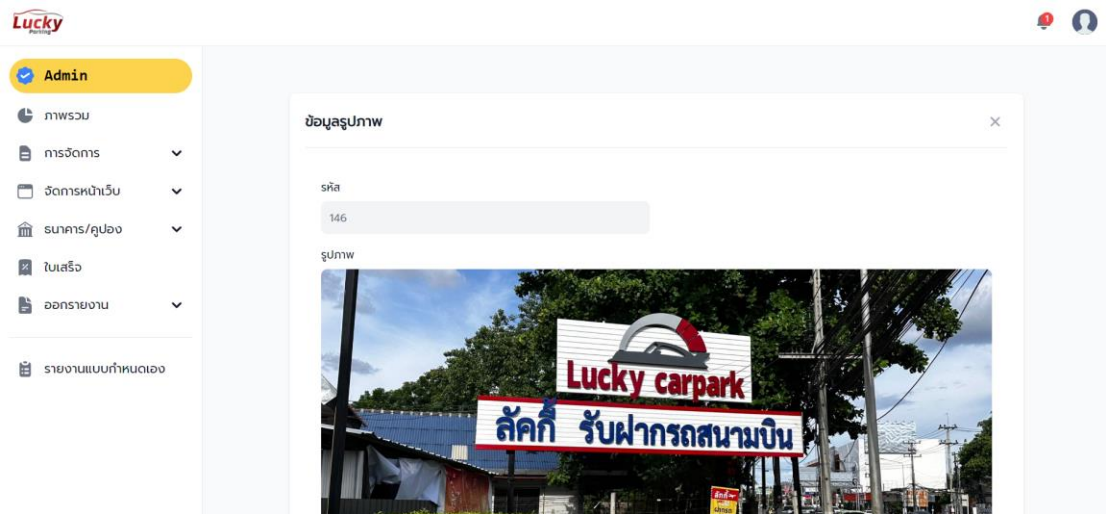 Lucky
Parking
1
Admin
ภาพรวม
การจัดการ
จัดการหน้าเว็บ
ธนาคาร/คูปอง
ใบเสร็จ
ออกรายงาน
รายงานแบบกำหนดเอง
ข้อมูลรูปภาพ
รหัส
146
รูปภาพ
Lucky carpark
ลัคกี้ รับฝากรถสนามบิน
ลัคกี้